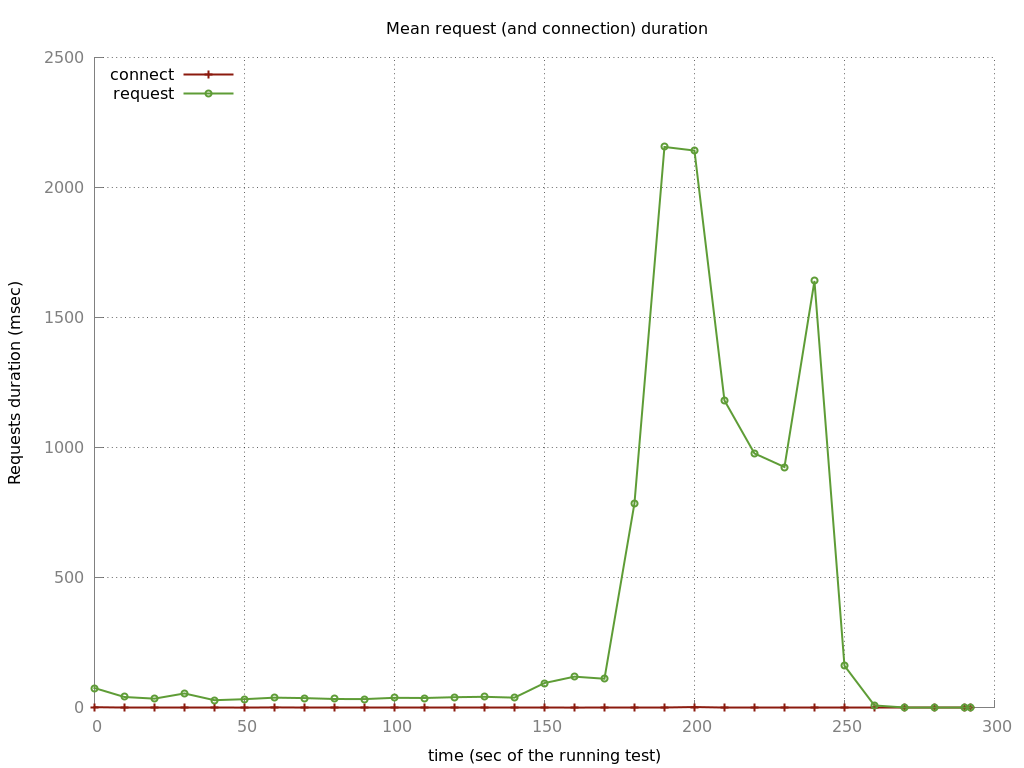 Mean request (and connection) duration
2500
connect
request
2000
1500
1000
500
0
Requests duration (msec)
0 50 100 150 200 250 300
time (sec of the running test)